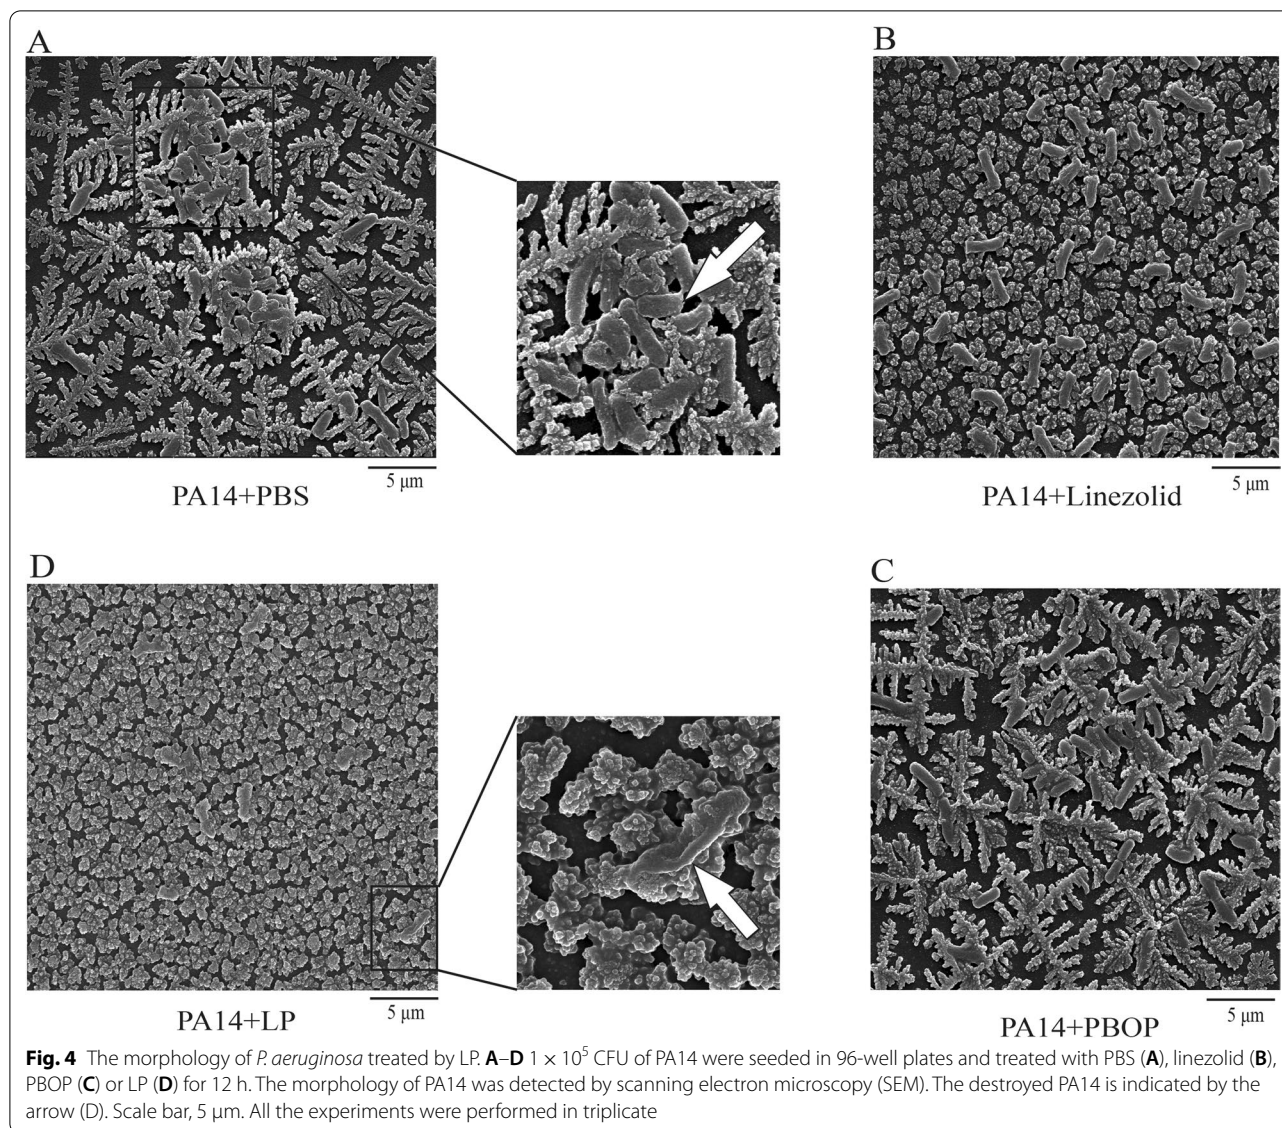 A
B
5 μm
5 μm
PA14+PBS
PA14+Linezolid
D
C
5 μm
5 μm
PA14+LP
PA14+PBOP
Fig. 4 The morphology of P. aeruginosa treated by LP. A–D 1 × 10⁵ CFU of PA14 were seeded in 96-well plates and treated with PBS (A), linezolid (B),
PBOP (C) or LP (D) for 12 h. The morphology of PA14 was detected by scanning electron microscopy (SEM). The destroyed PA14 is indicated by the
arrow (D). Scale bar, 5 μm. All the experiments were performed in triplicate